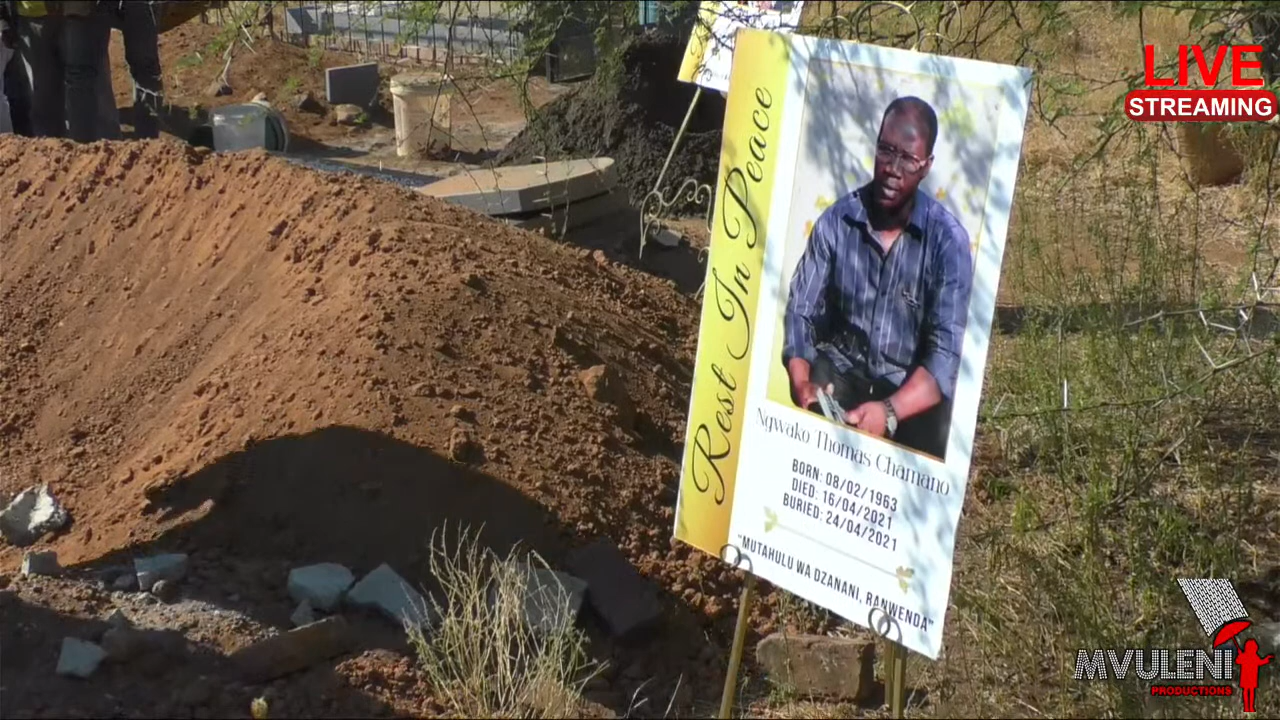 LIVE
STREAMING
Rest In Peace
Ngwako Thomas Chamano
BORN: 08/02/1963
DIED: 16/04/2021
BURIED: 24/04/2021
"MUTAHULU WA DZANANI, RANWENDA"
MVULENI
PRODUCTIONS